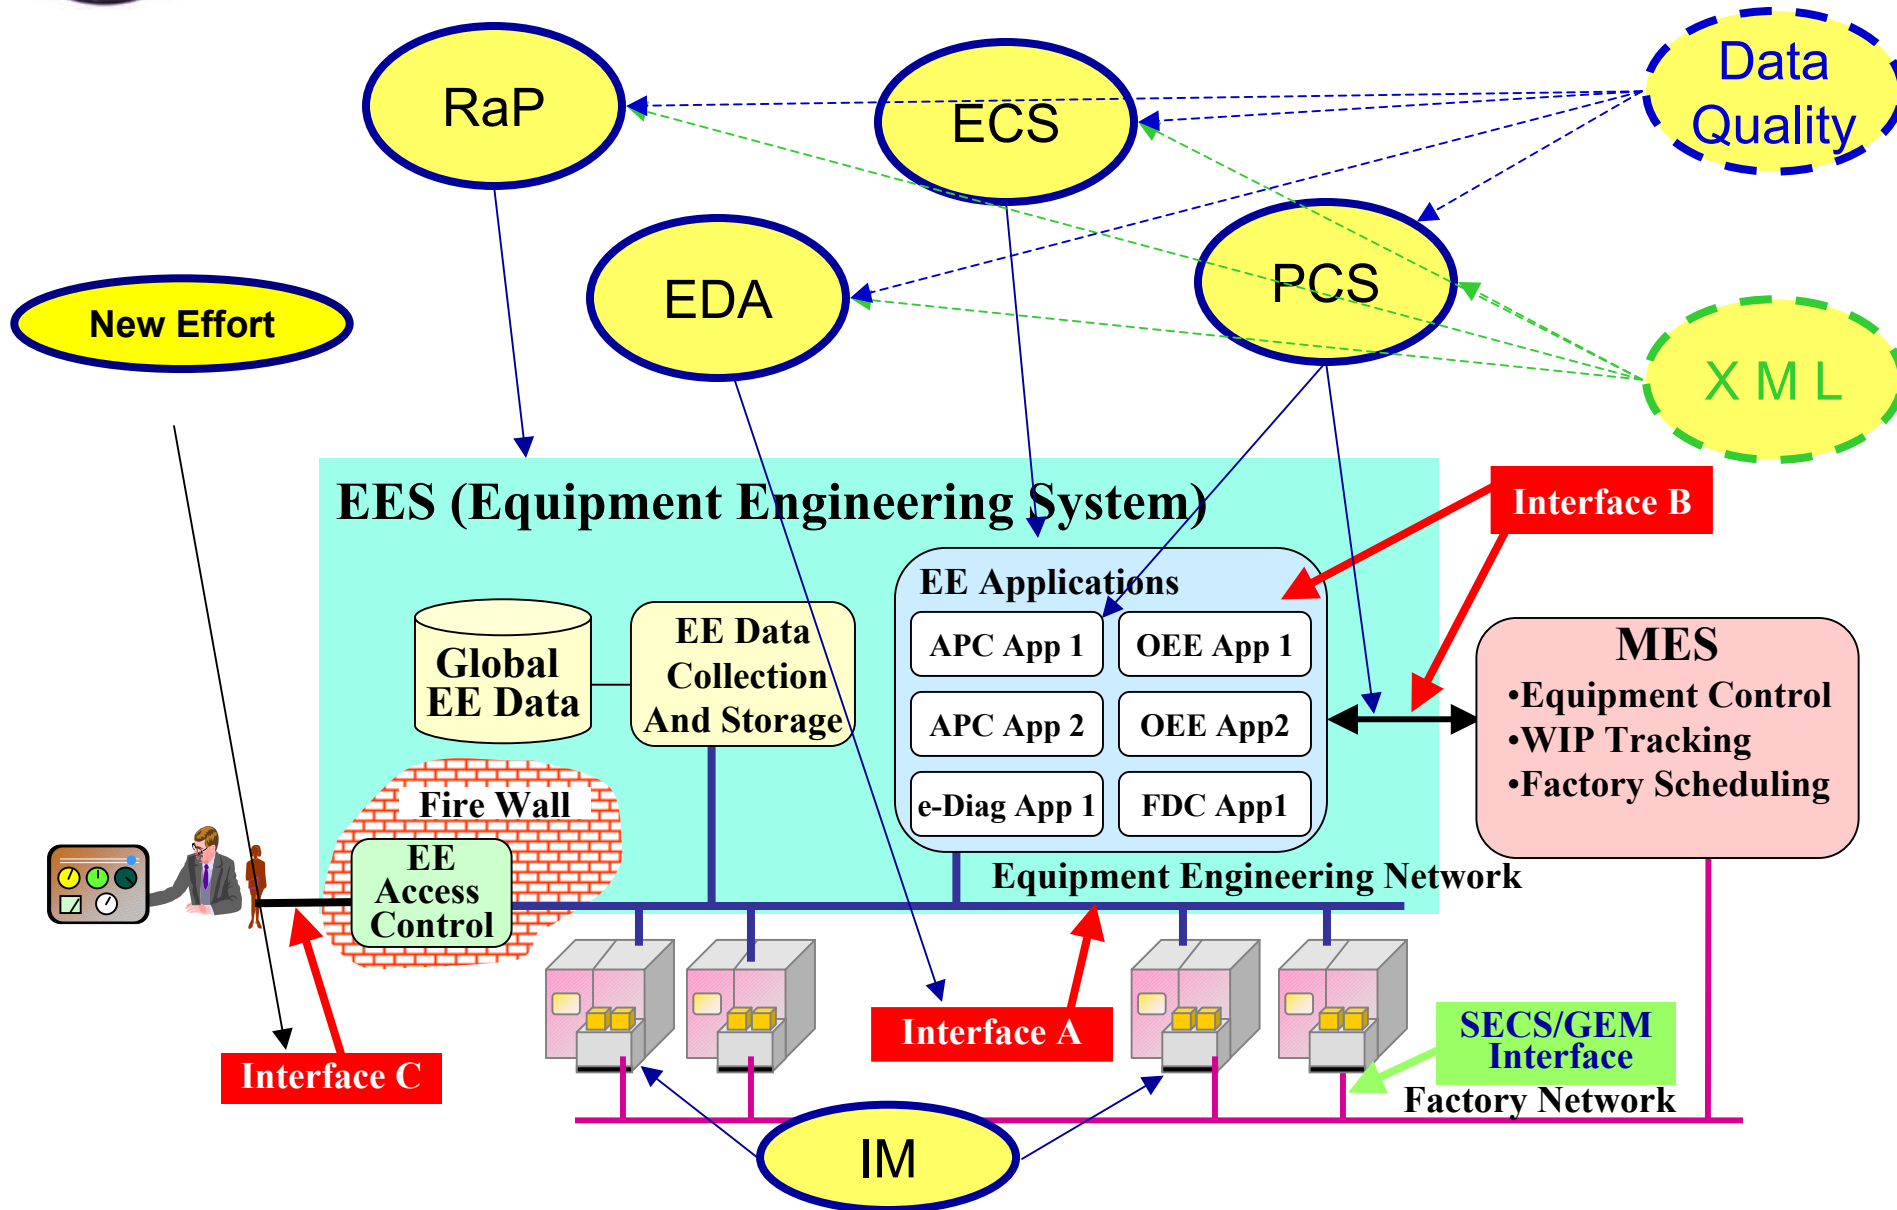 Data
Quality
RaP
ECS
EDA
PCS
New Effort
X M L
EES (Equipment Engineering System)
Interface B
EE Applications
APC App 1
OEE App 1
APC App 2
OEE App2
e-Diag App 1
FDC App1
Global
EE Data
EE Data
Collection
And Storage
MES
•Equipment Control
•WIP Tracking
•Factory Scheduling
Fire Wall
EE
Access
Control
Equipment Engineering Network
Interface A
SECS/GEM
Interface
Interface C
Factory Network
IM